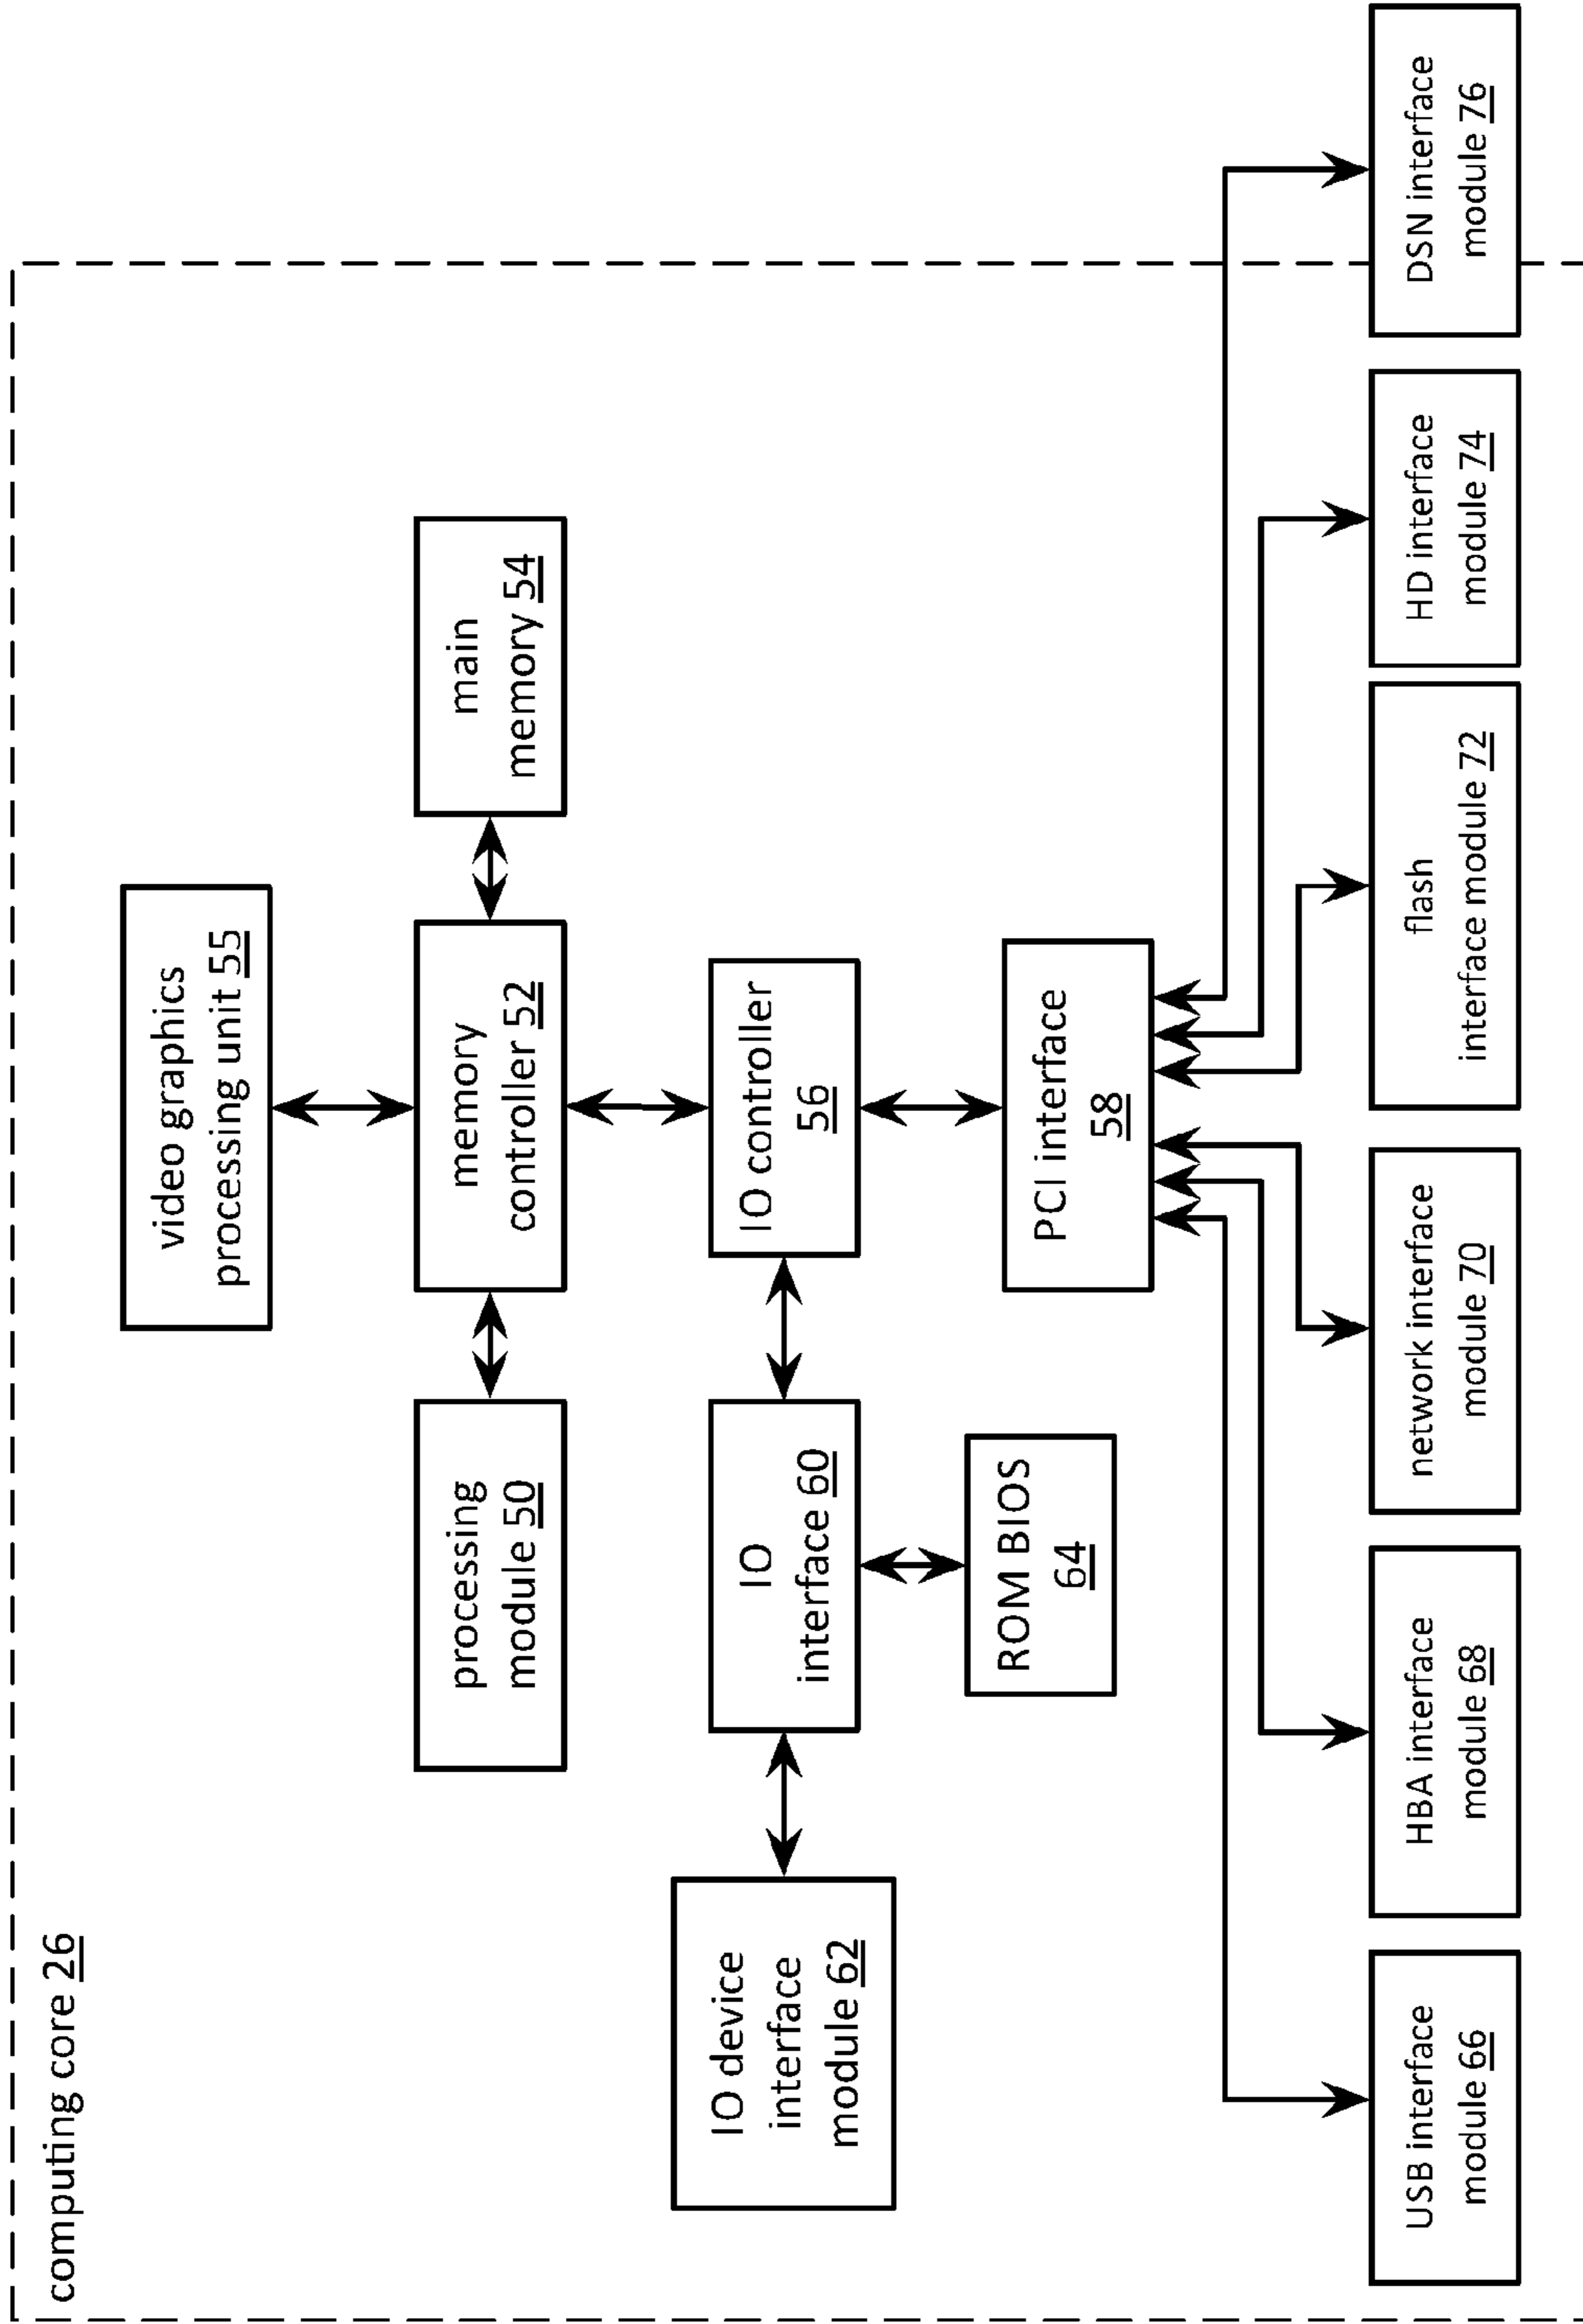 computing core 26
video graphics
processing unit 55
processing
module 50
memory
controller 52
main
memory 54
IO device
interface
module 62
IO
interface 60
IO controller
56
ROM BIOS
64
PCI interface
58
USB interface
module 66
HBA interface
module 68
network interface
module 70
flash
interface module 72
HD interface
module 74
DSN interface
module 76